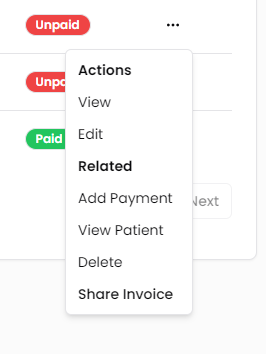 Unpaid
Actions
View
Edit
Related
Paid
Add Payment
View Patient
Next
Delete
Share Invoice